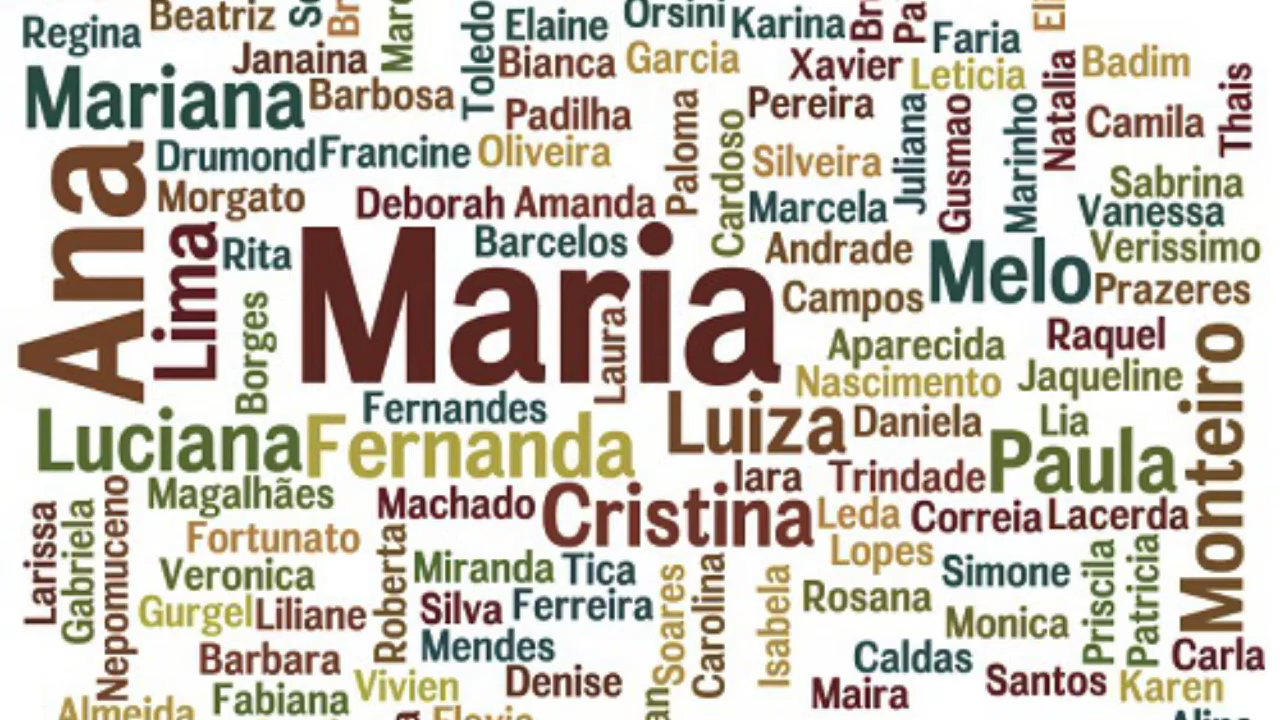 Beatriz
Regina
Elaine
Orsini
Karina
Faria
Janaina
Toledo
Bianca
Garcia
Xavier
Leticia
Badim
Mariana
Barbosa
Padilha
Pereira
Natalia
Camila
Thais
Drumond
Francine
Oliveira
Paloma
Cardoso
Silveira
Juliana
Gusmao
Marinho
Sabrina
Ana
Morgato
Deborah
Amanda
Marcela
Vanessa
Lima
Rita
Maria
Barcelos
Andrade
Melo
Verissimo
Borges
Laura
Campos
Prazeres
Aparecida
Raquel
Nascimento
Jaqueline
Monteiro
Fernandes
Luciana
Fernanda
Luiza
Daniela
Lia
Paula
Magalhães
Machado
Cristina
Iara
Trindade
Leda
Correia
Lacerda
Larissa
Gabriela
Nepomuceno
Fortunato
Roberta
Lopes
Veronica
Miranda
Tica
Soares
Carolina
Isabela
Simone
Priscila
Patricia
Gurgel
Liliane
Silva
Ferreira
Rosana
Monica
Barbara
Mendes
Caldas
Carla
Almeida
Fabiana
Vivien
Denise
Maira
Santos
Karen